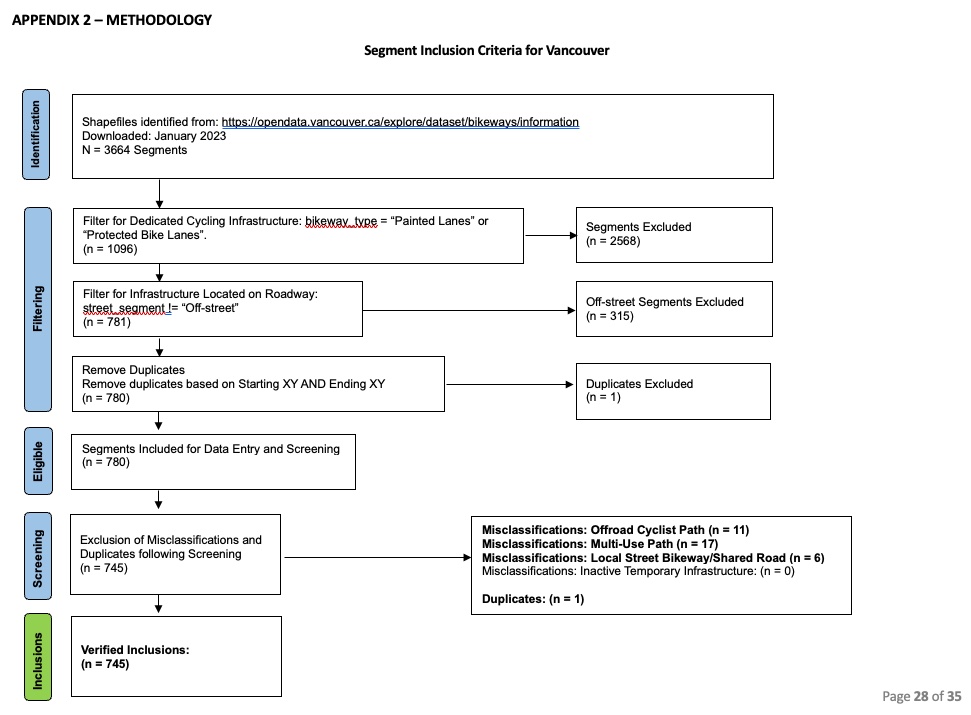 APPENDIX 2 – METHODOLOGY
Segment Inclusion Criteria for Vancouver
Identification
Shapefiles identified from: https://opendata.vancouver.ca/explore/dataset/bikeways/information
Downloaded: January 2023
N = 3664 Segments
Filtering
Filter for Dedicated Cycling Infrastructure: bikeway_type = “Painted Lanes” or
“Protected Bike Lanes”.
(n = 1096)
Segments Excluded
(n = 2568)
Filter for Infrastructure Located on Roadway:
street_segment != “Off-street”
(n = 781)
Off-street Segments Excluded
(n = 315)
Remove Duplicates
Remove duplicates based on Starting XY AND Ending XY
(n = 780)
Duplicates Excluded
(n = 1)
Eligible
Segments Included for Data Entry and Screening
(n = 780)
Screening
Exclusion of Misclassifications and
Duplicates following Screening
(n = 745)
Misclassifications: Offroad Cyclist Path (n = 11)
Misclassifications: Multi-Use Path (n = 17)
Misclassifications: Local Street Bikeway/Shared Road (n = 6)
Misclassifications: Inactive Temporary Infrastructure: (n = 0)
Duplicates: (n = 1)
Inclusions
Verified Inclusions:
(n = 745)
Page 28 of 35